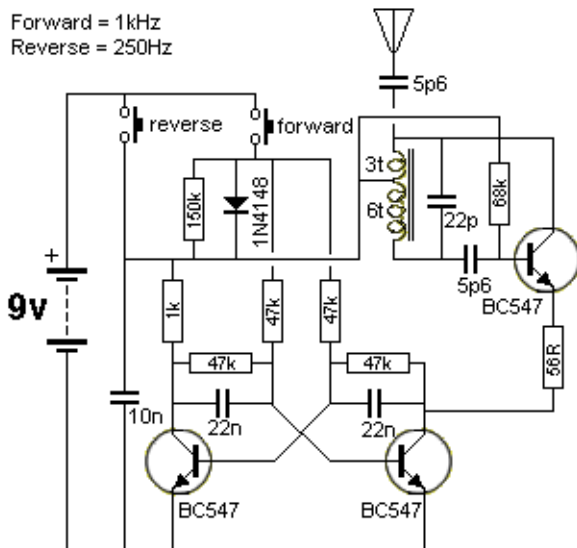 Forward = 1kHz
Reverse = 250Hz
5p6
reverse
forward
3t
6t
150k
1N4148
22p
68k
5p6
BC547
+
9v
1k
47k
47k
56R
47k
47k
10n
22n
22n
BC547
BC547